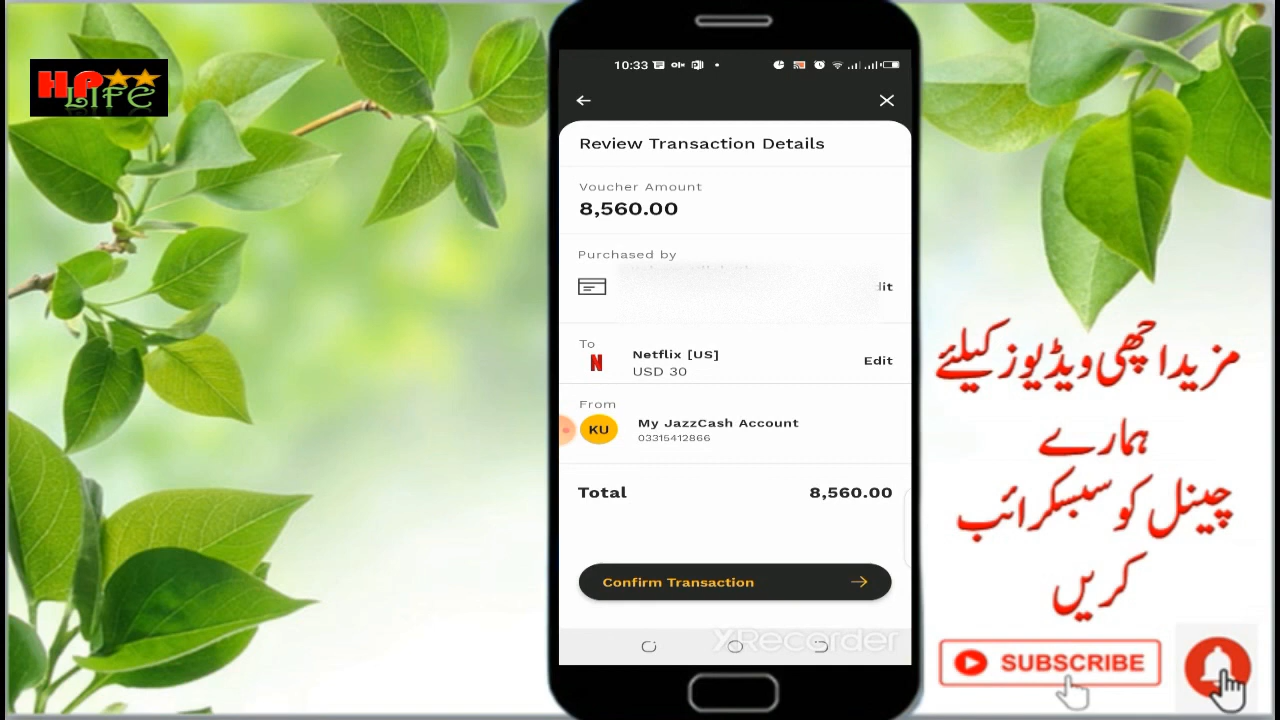 HP
LIFE
10:33
Review Transaction Details
Voucher Amount
8,560.00
Purchased by
dit
To
N
Netflix [US]
Edit
USD 30
From
KU
My JazzCash Account
03315412866
Total
8,560.00
Confirm Transaction
XRecorder
مزیداچھی ویڈیوز کیلئے
ہمارے
چینل کو سبسکرائب
کریں
SUBSCRIBE